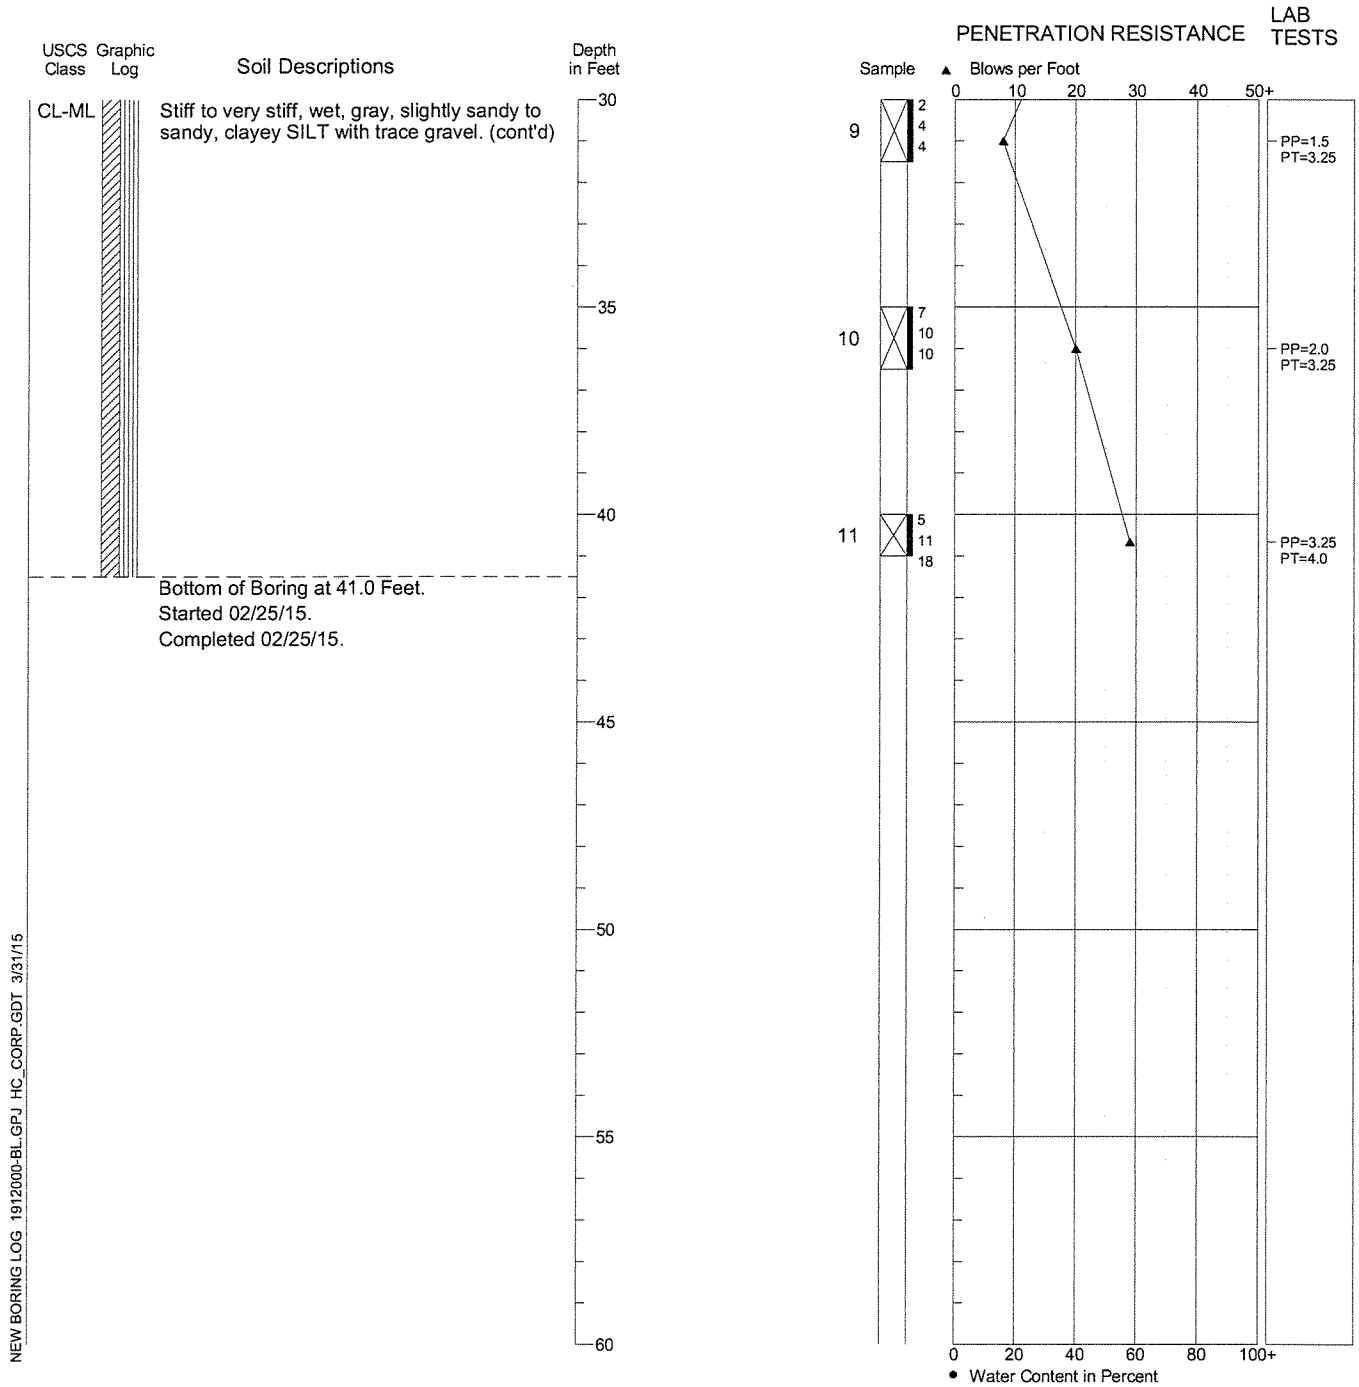 PENETRATION RESISTANCE
LAB
TESTS
USCS Graphic
Class Log
Soil Descriptions
Depth
in Feet
Sample
▲ Blows per Foot
0 10 20 30 40 50+
CL-ML
Stiff to very stiff, wet, gray, slightly sandy to
sandy, clayey SILT with trace gravel. (cont'd)
30
9
2
4
4
PP=1.5
PT=3.25
35
10
7
10
10
PP=2.0
PT=3.25
40
11
5
11
18
PP=3.25
PT=4.0
Bottom of Boring at 41.0 Feet.
Started 02/25/15.
Completed 02/25/15.
45
50
55
60
0 20 40 60 80 100+
● Water Content in Percent
NEW BORING LOG 1912000-BL.GPJ HC_CORP.GDT 3/31/15